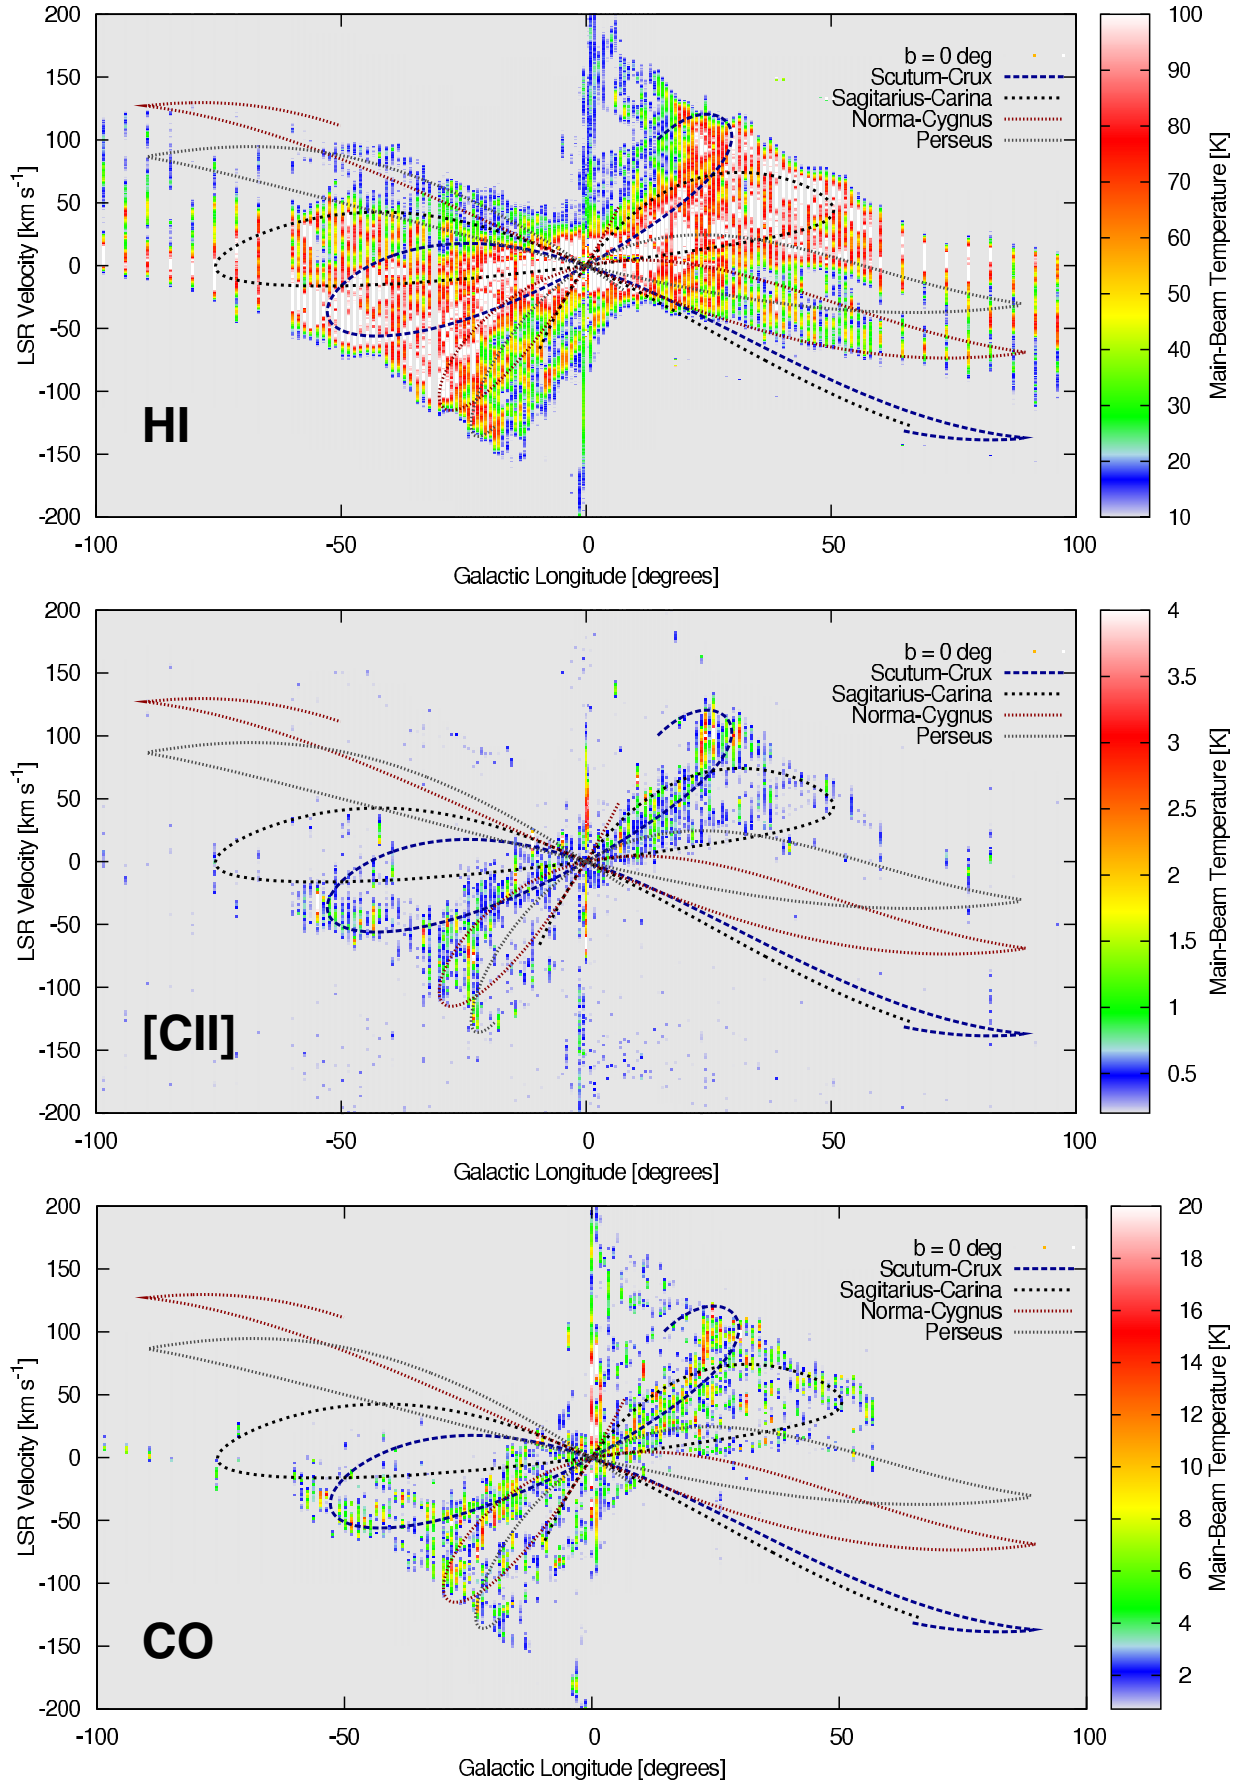 200
150
100
50
0
-50
-100
-150
-200
LSR Velocity [km s-1]
b = 0 deg
Scutum-Crux
Sagitarius-Carina
Norma-Cygnus
Perseus
HI
-100
-50
0
50
100
Galactic Longitude [degrees]
100
90
80
70
60
50
40
30
20
10
Main-Beam Temperature [K]
200
150
100
50
0
-50
-100
-150
-200
LSR Velocity [km s-1]
b = 0 deg
Scutum-Crux
Sagitarius-Carina
Norma-Cygnus
Perseus
[CII]
-100
-50
0
50
100
Galactic Longitude [degrees]
4
3.5
3
2.5
2
1.5
1
0.5
Main-Beam Temperature [K]
200
150
100
50
0
-50
-100
-150
-200
LSR Velocity [km s-1]
b = 0 deg
Scutum-Crux
Sagitarius-Carina
Norma-Cygnus
Perseus
CO
-100
-50
0
50
100
Galactic Longitude [degrees]
20
18
16
14
12
10
8
6
4
2
Main-Beam Temperature [K]